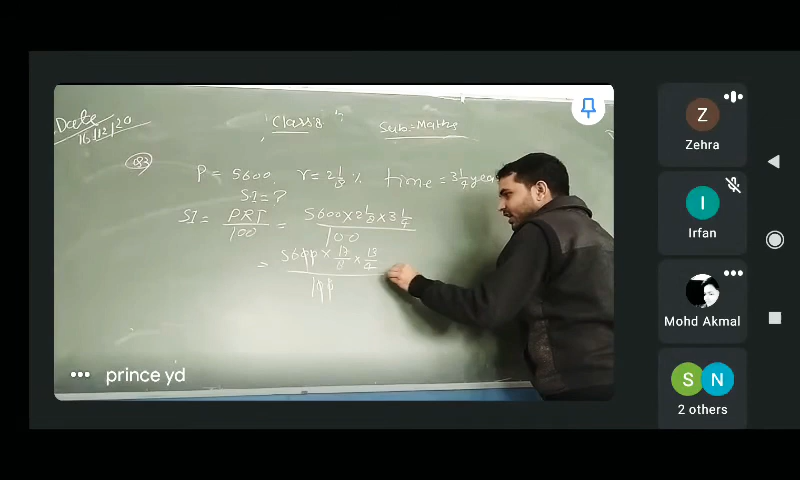 Date
16/12/20
Class 8
Sub-Maths
Q3
P = 5600, r = 2 1/8 % time = 3 1/4 years
SI = ?
SI = PRT/100 = 5600 × 2 1/8 × 3 1/4 / 100
= 5600 × 17/8 × 13/4 / 100
prince yd
Z
Zehra
I
Irfan
Mohd Akmal
S N
2 others